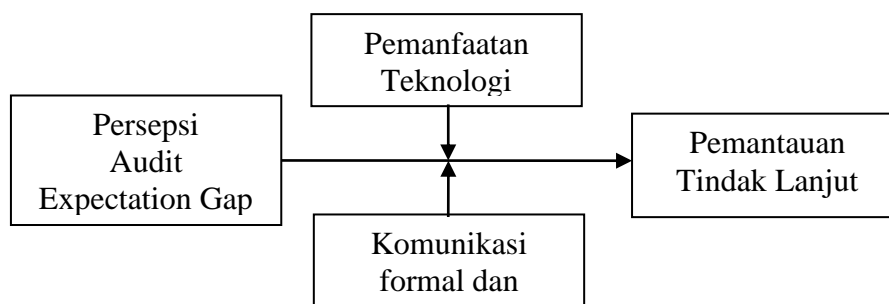 Pemanfaatan
Teknologi
Persepsi
Audit
Expectation Gap
Pemantauan
Tindak Lanjut
Komunikasi
formal dan